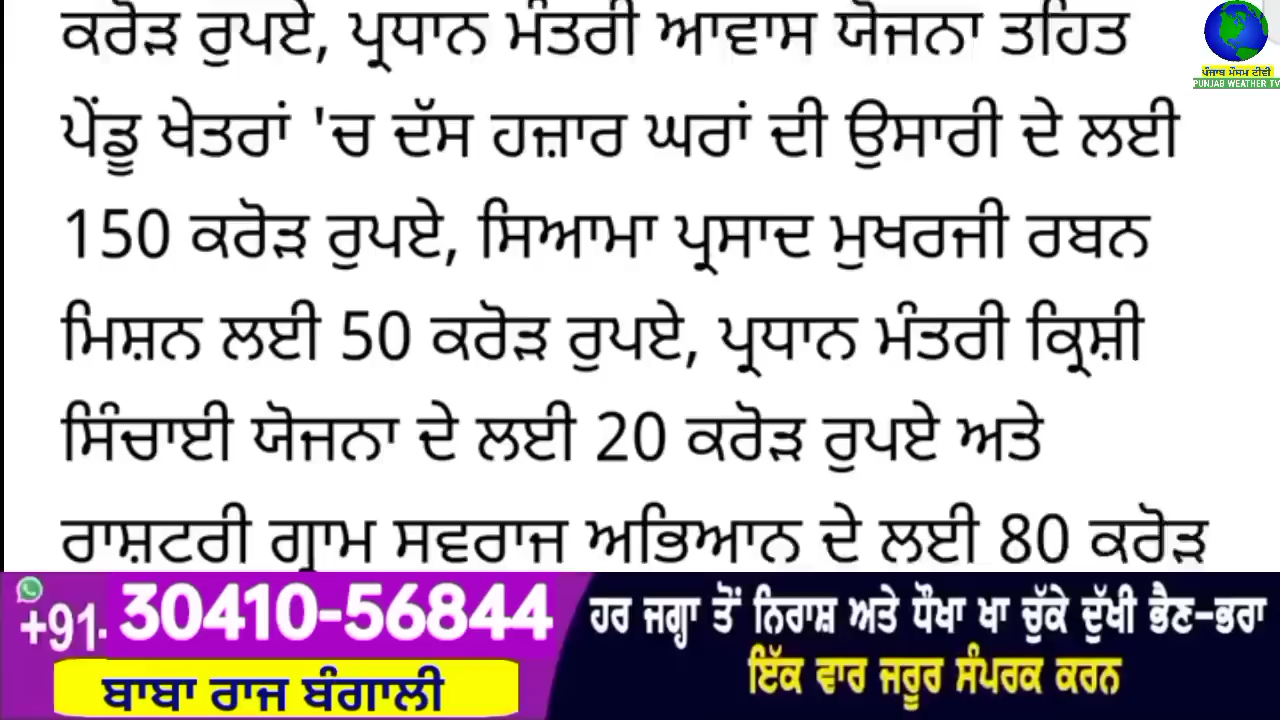 ਕਰੋੜ ਰੁਪਏ, ਪ੍ਰਧਾਨ ਮੰਤਰੀ ਆਵਾਸ ਯੋਜਨਾ ਤਹਿਤ
ਪੇਂਡੂ ਖੇਤਰਾਂ 'ਚ ਦੱਸ ਹਜ਼ਾਰ ਘਰਾਂ ਦੀ ਉਸਾਰੀ ਦੇ ਲਈ
150 ਕਰੋੜ ਰੁਪਏ, ਸਿਆਮਾ ਪ੍ਰਸਾਦ ਮੁਖਰਜੀ ਰਬਨ
ਮਿਸ਼ਨ ਲਈ 50 ਕਰੋੜ ਰੁਪਏ, ਪ੍ਰਧਾਨ ਮੰਤਰੀ ਕ੍ਰਿਸ਼ੀ
ਸਿੰਚਾਈ ਯੋਜਨਾ ਦੇ ਲਈ 20 ਕਰੋੜ ਰੁਪਏ ਅਤੇ
ਰਾਸ਼ਟਰੀ ਗ੍ਰਾਮ ਸਵਰਾਜ ਅਭਿਆਨ ਦੇ ਲਈ 80 ਕਰੋੜ
ਪੰਜਾਬ ਮੌਸਮ ਟੀਵੀ
PUNJAB WEATHER TV
+91- 30410-56844
ਬਾਬਾ ਰਾਜ ਬੰਗਾਲੀ
ਹਰ ਜਗ੍ਹਾ ਤੋਂ ਨਿਰਾਸ਼ ਅਤੇ ਧੌਖਾ ਖਾ ਚੁੱਕੇ ਦੁੱਖੀ ਭੈਣ-ਭਰਾ
ਇੱਕ ਵਾਰ ਜਰੂਰ ਸੰਪਰਕ ਕਰਨ